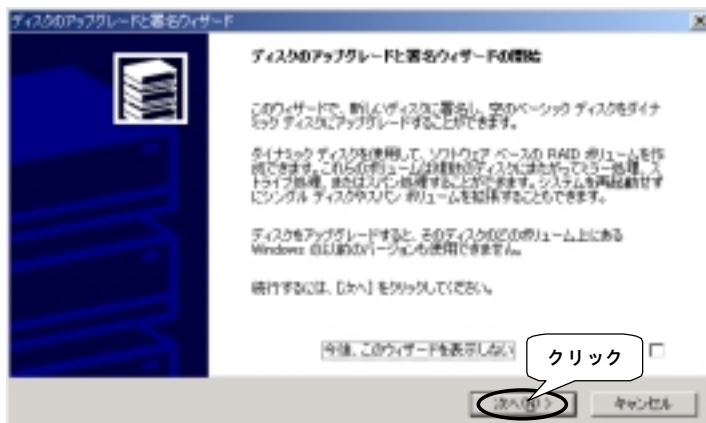 ディスクのアップグレードと署名ウィザード
ディスクのアップグレードと署名ウィザードの開始
このウィザードで、新しいディスクに署名し、空のベーシック ディスクをダイナ
ミック ディスクにアップグレードすることができます。
ダイナミック ディスクを使用して、ソフトウェア ベースの RAID ボリュームを作
成できます。これらのボリュームは複数のディスクにまたがってミラー処理、ス
トライプ処理、またはスパン処理することができます。システムを再起動せず
にシングル ディスクやスパン ボリュームを拡張することもできます。
ディスクをアップグレードすると、そのディスクのどのボリューム上にある
Windows の以前のバージョンも使用できません。
続行するには、[次へ] をクリックしてください。
今後、このウィザードを表示しない
クリック
次へ(N) >
キャンセル